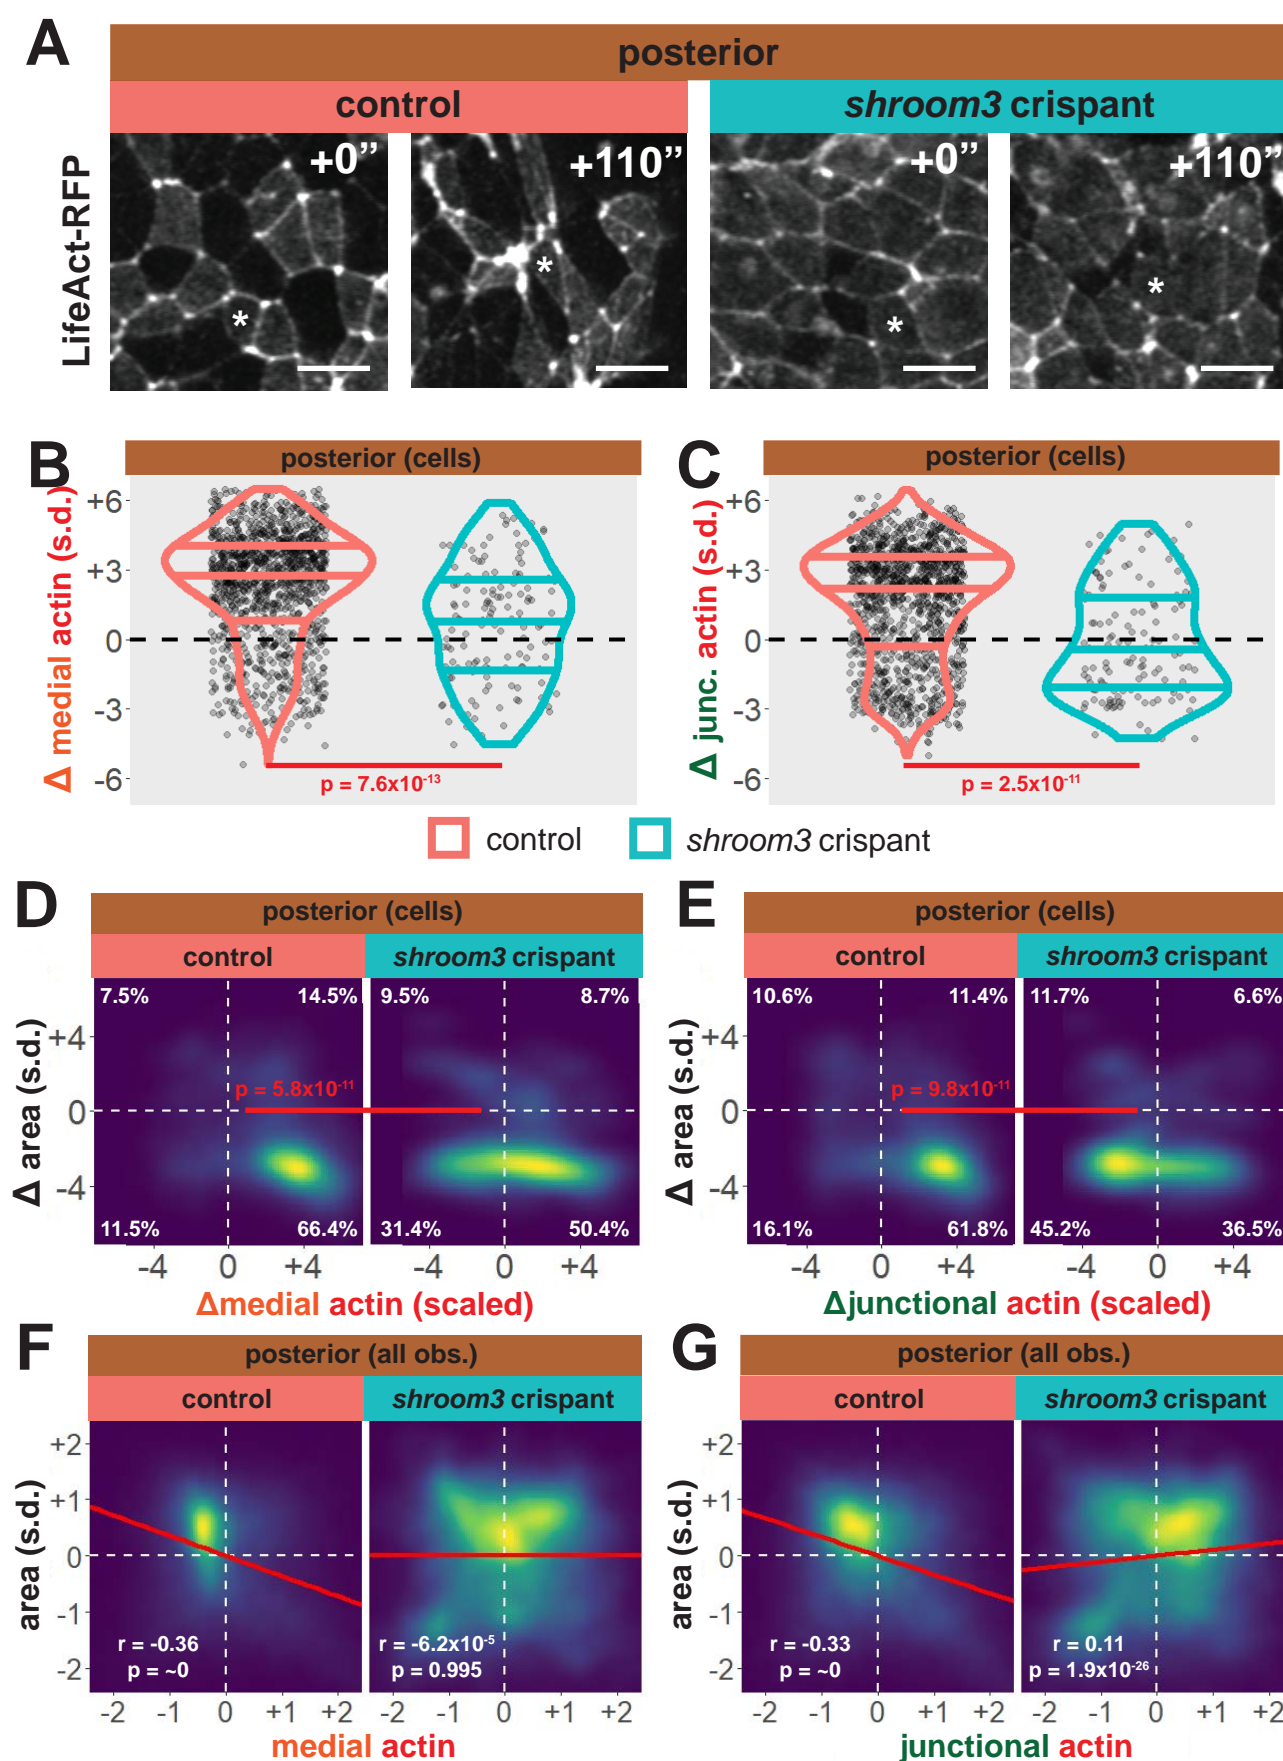 A
posterior
control
shroom3 crispant
LifeAct-RFP
+0”
+110”
+0”
+110”
*
*
*
*
B
posterior (cells)
Δ medial actin (s.d.)
+6
+3
0
-3
-6
p = 7.6x10-13
C
posterior (cells)
Δ junc. actin (s.d.)
+6
+3
0
-3
-6
p = 2.5x10-11
control
shroom3 crispant
D
posterior (cells)
control
shroom3 crispant
Δ area (s.d.)
+4
0
-4
7.5%
14.5%
9.5%
8.7%
p = 5.8x10-11
11.5%
66.4%
31.4%
50.4%
-4
0
+4
-4
0
+4
Δmedial actin (scaled)
E
posterior (cells)
control
shroom3 crispant
Δ area (s.d.)
+4
0
-4
10.6%
11.4%
11.7%
6.6%
p = 9.8x10-11
16.1%
61.8%
45.2%
36.5%
-4
0
+4
-4
0
+4
Δjunctional actin (scaled)
F
posterior (all obs.)
control
shroom3 crispant
area (s.d.)
+2
+1
0
-1
-2
r = -0.36
p = ~0
r = -6.2x10-5
p = 0.995
-2
-1
0
+1
+2
-2
-1
0
+1
+2
medial actin
G
posterior (all obs.)
control
shroom3 crispant
area (s.d.)
+2
+1
0
-1
-2
r = -0.33
p = ~0
r = 0.11
p = 1.9x10-26
-2
-1
0
+1
+2
-2
-1
0
+1
+2
junctional actin